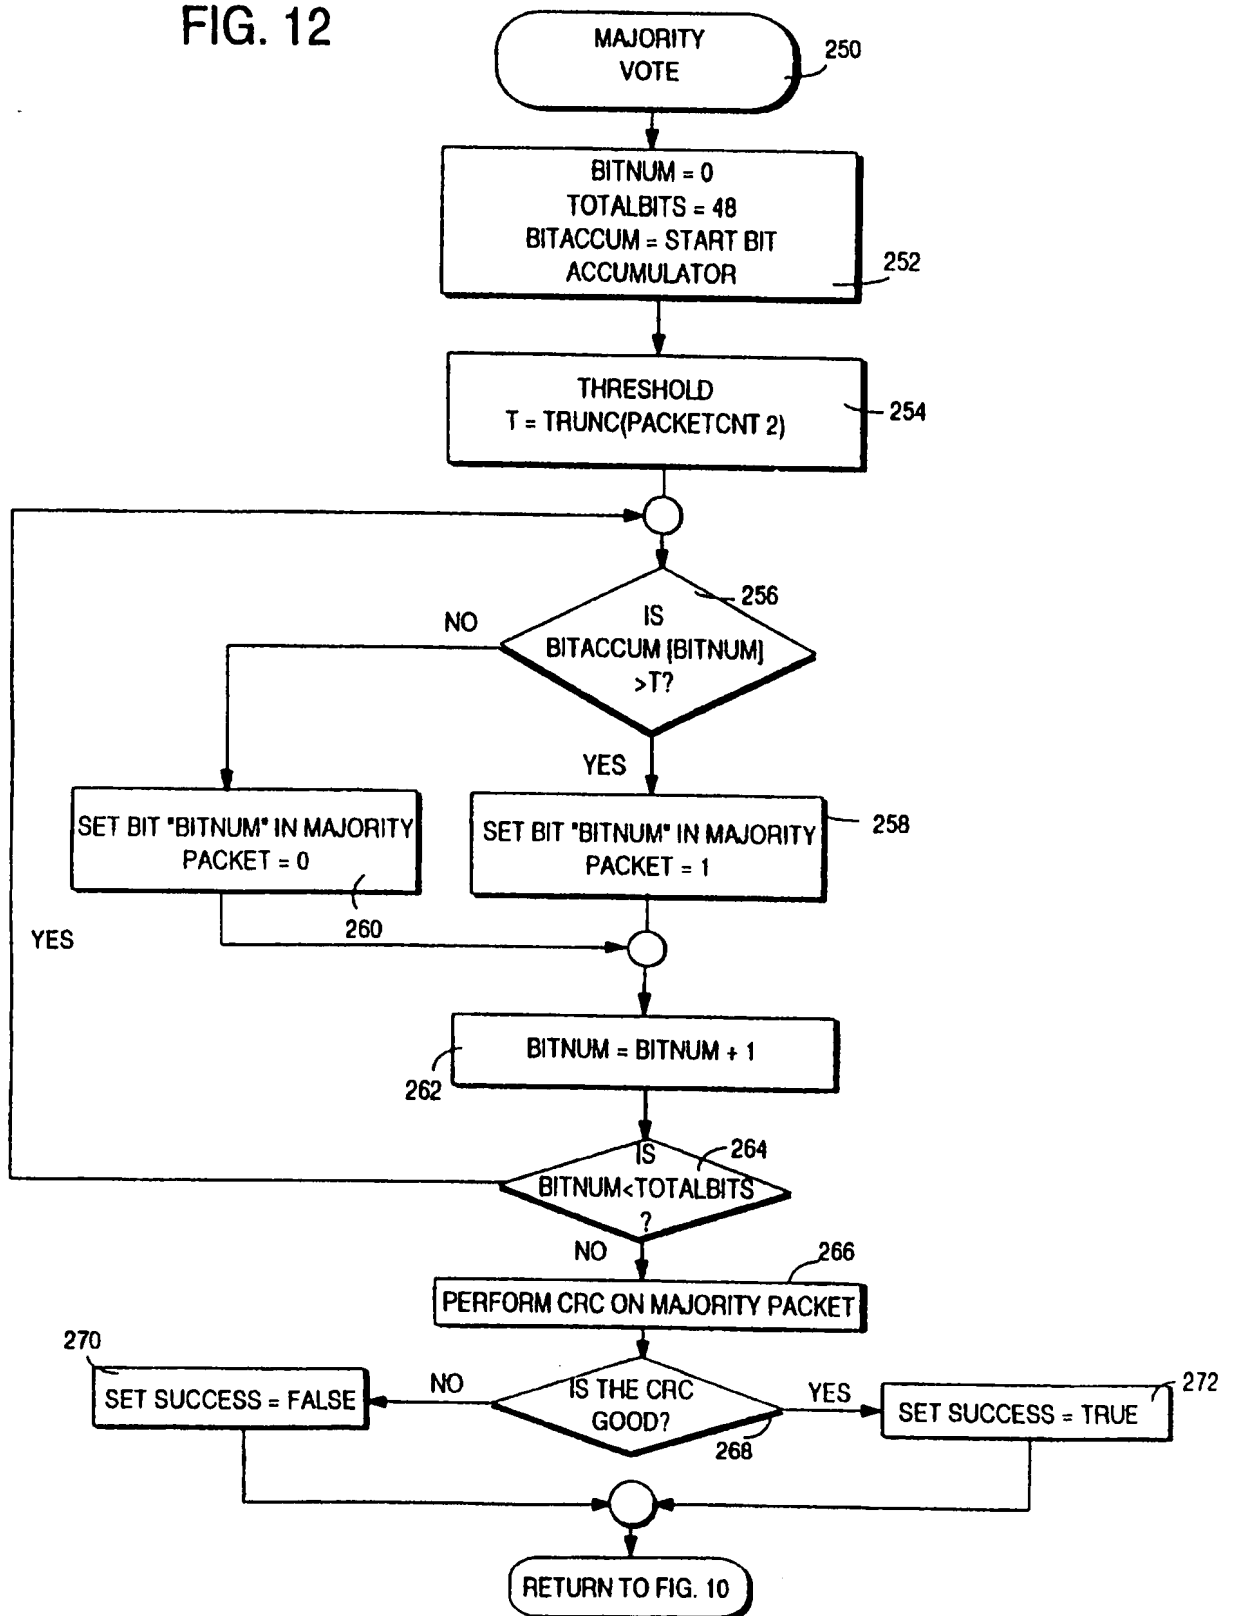 FIG. 12
MAJORITY
VOTE
250
BITNUM = 0
TOTALBITS = 48
BITACCUM = START BIT
ACCUMULATOR
252
THRESHOLD
T = TRUNC(PACKETCNT 2)
254
256
IS
BITACCUM [BITNUM]
>T?
NO
YES
SET BIT "BITNUM" IN MAJORITY
PACKET = 0
260
SET BIT "BITNUM" IN MAJORITY
PACKET = 1
258
YES
BITNUM = BITNUM + 1
262
264
IS
BITNUM<TOTALBITS
?
NO
266
PERFORM CRC ON MAJORITY PACKET
270
SET SUCCESS = FALSE
NO
IS THE CRC
GOOD?
268
YES
SET SUCCESS = TRUE
272
RETURN TO FIG. 10